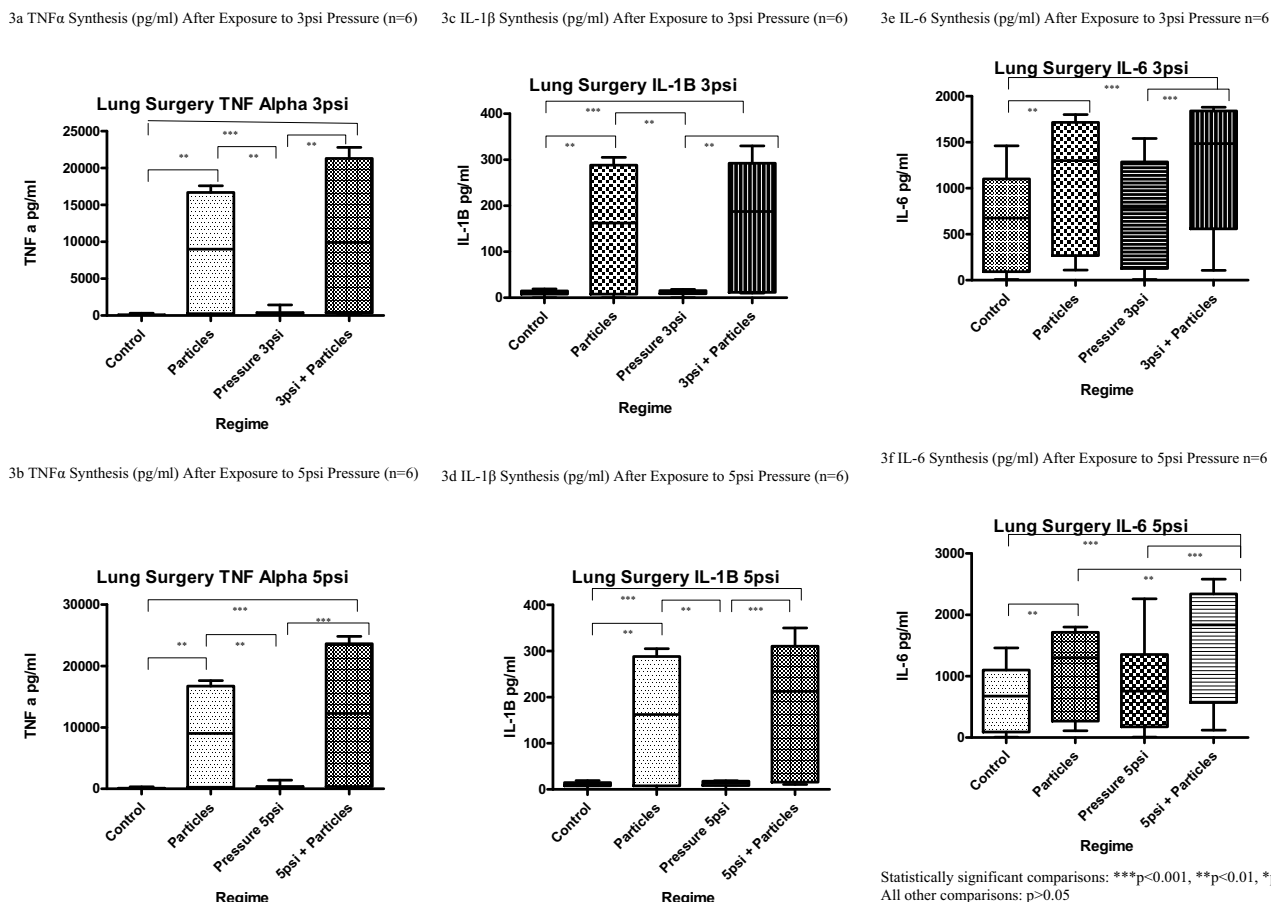 3a TNFα Synthesis (pg/ml) After Exposure to 3psi Pressure (n=6)
Lung Surgery TNF Alpha 3psi
***
**
**
**
TNF a pg/ml
25000
20000
15000
10000
5000
0
Control
Particles
Pressure 3psi
3psi + Particles
Regime
3c IL-1β Synthesis (pg/ml) After Exposure to 3psi Pressure (n=6)
Lung Surgery IL-1B 3psi
***
**
**
**
IL-1B pg/ml
400
300
200
100
0
Control
Particles
Pressure 3psi
3psi + Particles
Regime
3e IL-6 Synthesis (pg/ml) After Exposure to 3psi Pressure n=6
Lung Surgery IL-6 3psi
***
***
**
IL-6 pg/ml
2000
1500
1000
500
0
Control
Particles
Pressure 3psi
3psi + Particles
Regime
3b TNFα Synthesis (pg/ml) After Exposure to 5psi Pressure (n=6)
Lung Surgery TNF Alpha 5psi
***
***
**
**
TNF a pg/ml
30000
20000
10000
0
Control
Particles
Pressure 5psi
5psi + Particles
Regime
3d IL-1β Synthesis (pg/ml) After Exposure to 5psi Pressure (n=6)
Lung Surgery IL-1B 5psi
***
**
***
**
IL-1B pg/ml
400
300
200
100
0
Control
Particles
Pressure 5psi
5psi + Particles
Regime
3f IL-6 Synthesis (pg/ml) After Exposure to 5psi Pressure n=6
Lung Surgery IL-6 5psi
***
***
**
**
IL-6 pg/ml
3000
2000
1000
0
Control
Particles
Pressure 5psi
5psi + Particles
Regime
Statistically significant comparisons: ***p<0.001, **p<0.01, *
All other comparisons: p>0.05